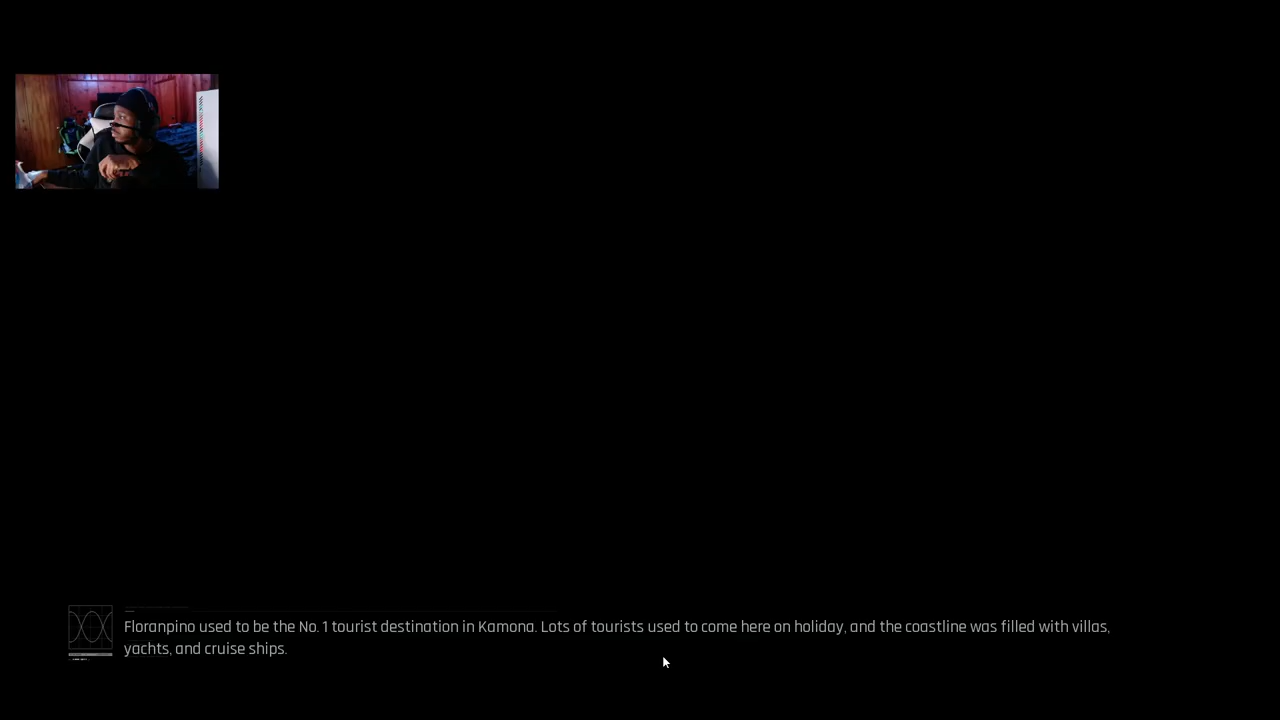 Floranpino used to be the No. 1 tourist destination in Kamona. Lots of tourists used to come here on holiday, and the coastline was filled with villas,
yachts, and cruise ships.